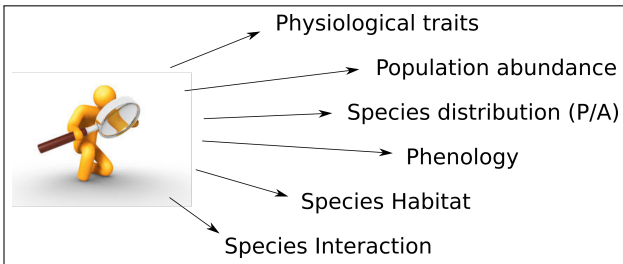 Physiological traits
Population abundance
Species distribution (P/A)
Phenology
Species Habitat
Species Interaction